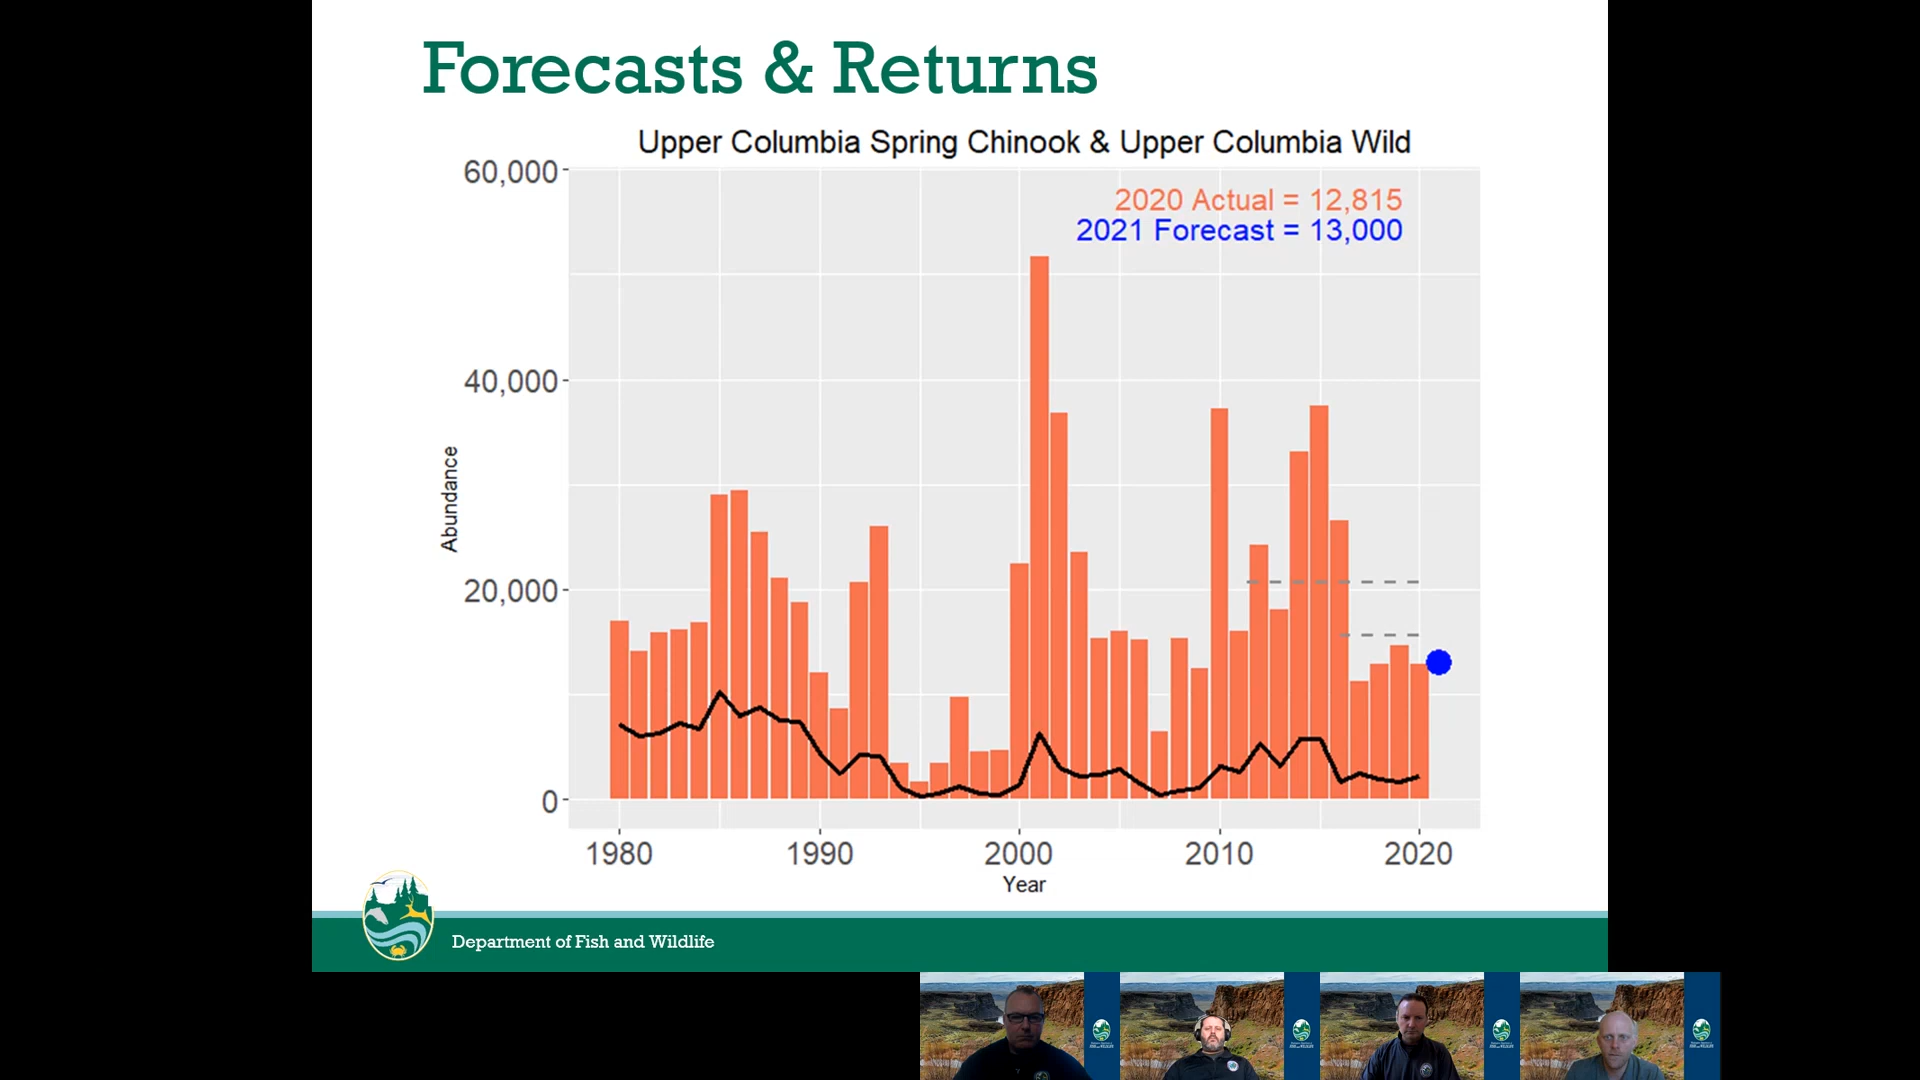 Forecasts & Returns
Upper Columbia Spring Chinook & Upper Columbia Wild
2020 Actual = 12,815
2021 Forecast = 13,000
60,000
40,000
20,000
0
Abundance
1980
1990
2000
2010
2020
Year
Department of Fish and Wildlife